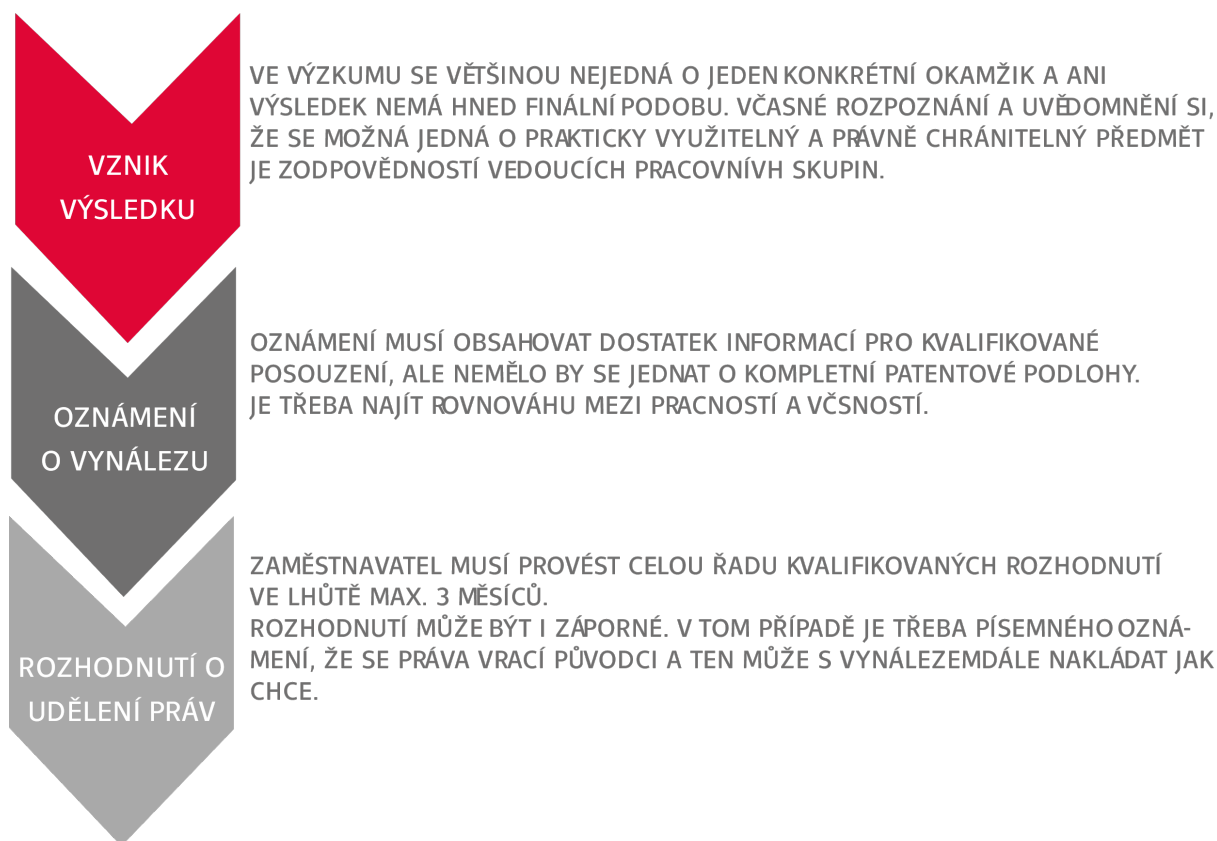 VZNIK
VÝSLEDKU
VE VÝZKUMU SE VĚTŠINOU NEJEDNÁ O JEDEN KONKRÉTNÍ OKAMŽIK A ANI
VÝSLEDEK NEMÁ HNED FINÁLNÍ PODOBU. VČASNÉ ROZPOZNÁNÍ A UVĚDOMNĚNÍ SI,
ŽE SE MOŽNÁ JEDNÁ O PRAKTICKY VYUŽITELNÝ A PRÁVNĚ CHRÁNITELNÝ PŘEDMĚT
JE ZODPOVĚDNOSTÍ VEDOUCÍCH PRACOVNÍVH SKUPIN.
OZNÁMENÍ
O VYNÁLEZU
OZNÁMENÍ MUSÍ OBSAHOVAT DOSTATEK INFORMACÍ PRO KVALIFIKOVANÉ
POSOUZENÍ, ALE NEMĚLO BY SE JEDNAT O KOMPLETNÍ PATENTOVÉ PODLOHY.
JE TŘEBA NAJÍT ROVNOVÁHU MEZI PRACNOSTÍ A VČSNOSTÍ.
ROZHODNUTÍ O
UDĚLENÍ PRÁV
ZAMĚSTNAVATEL MUSÍ PROVÉST CELOU ŘADU KVALIFIKOVANÝCH ROZHODNUTÍ
VE LHŮTĚ MAX. 3 MĚSÍCŮ.
ROZHODNUTÍ MŮŽE BÝT I ZÁPORNÉ. V TOM PŘÍPADĚ JE TŘEBA PÍSEMNÉHO OZNÁ-
MENÍ, ŽE SE PRÁVA VRACÍ PŮVODCI A TEN MŮŽE S VYNÁLEZEMDÁLE NAKLÁDAT JAK
CHCE.